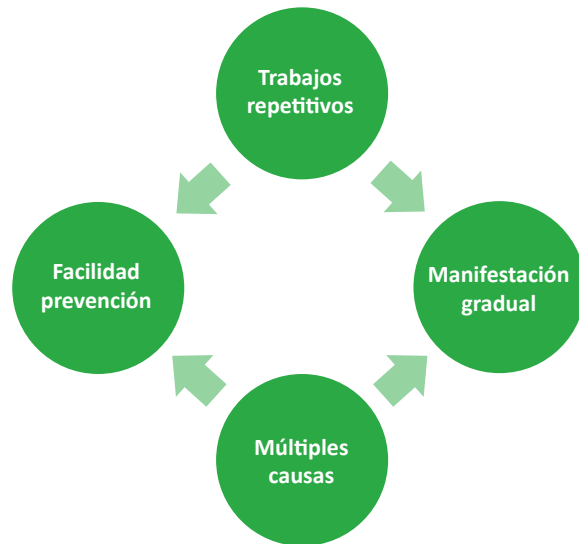 Trabajos
repetitivos
Facilidad
prevención
Manifestación
gradual
Múltiples
causas